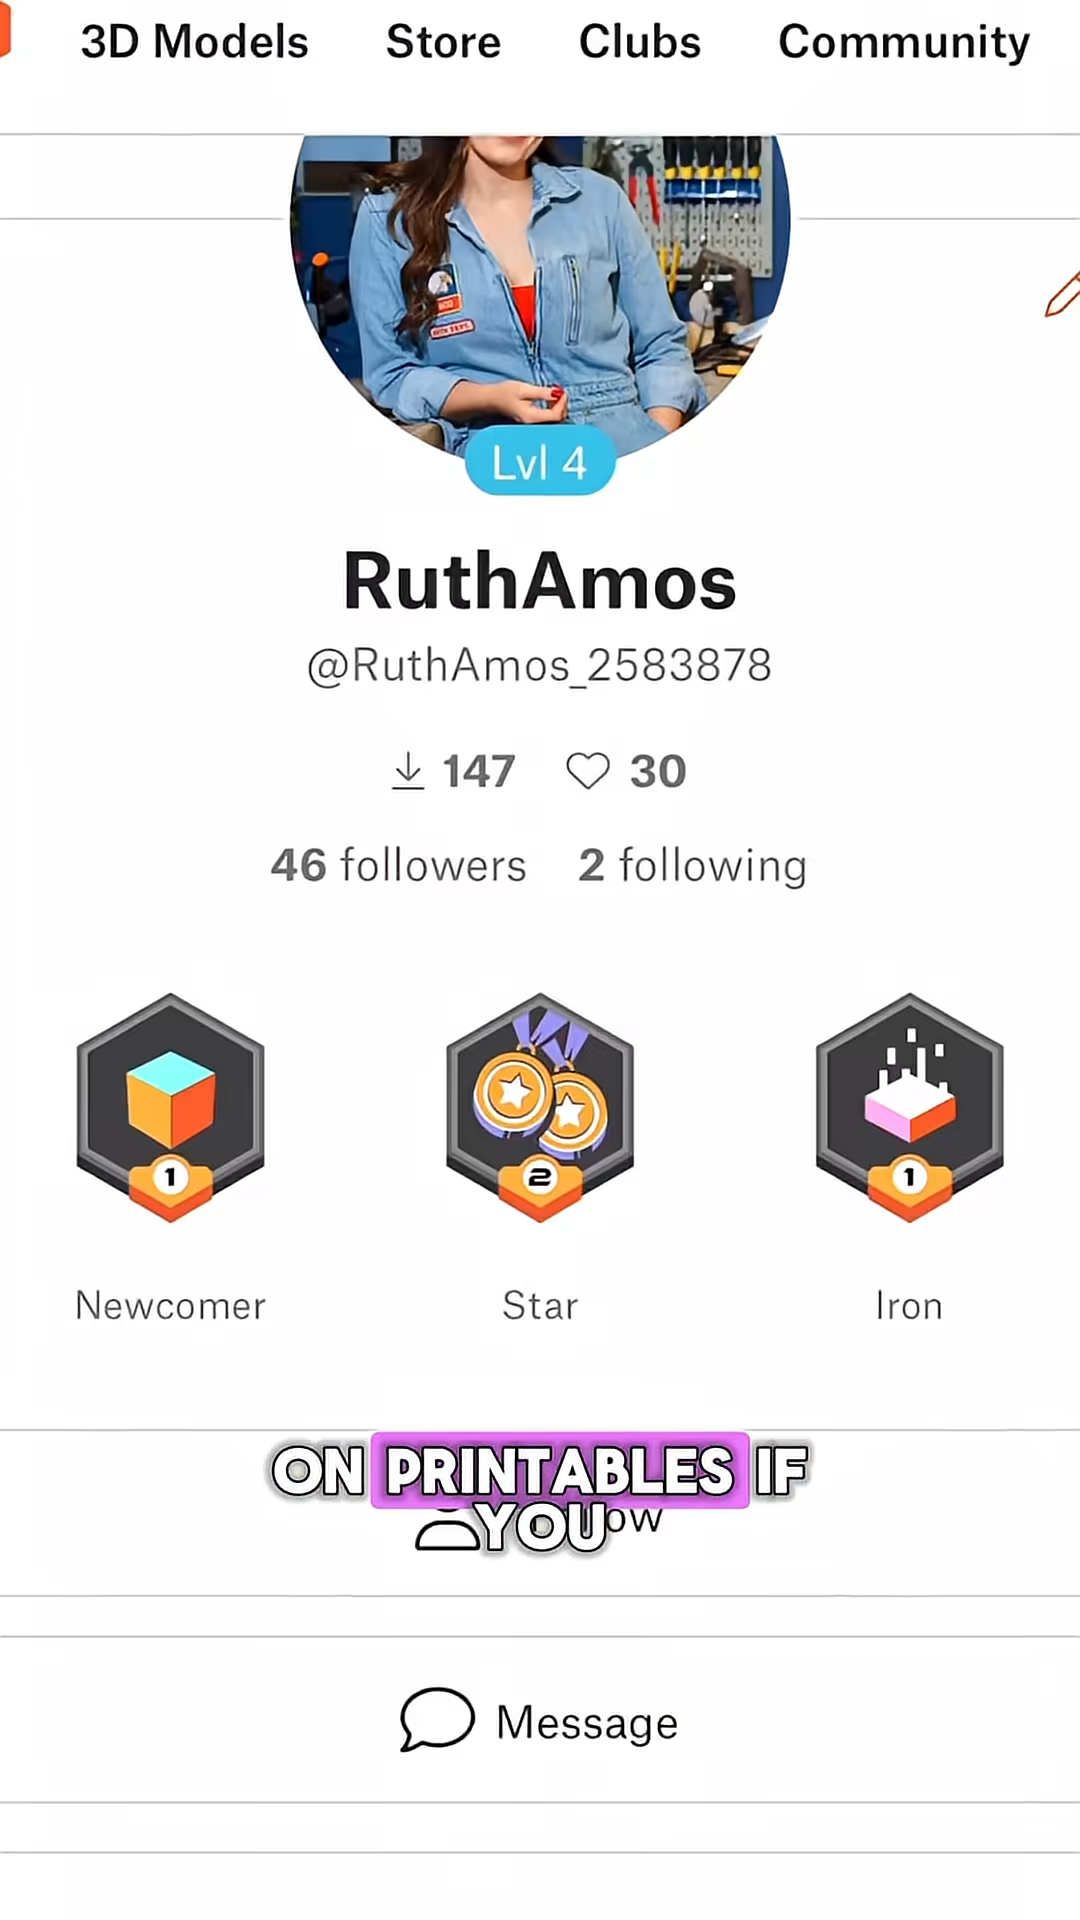 3D Models Store Clubs Community
Lvl 4
RuthAmos
@RuthAmos_2583878
147 30
46 followers 2 following
1 2 1
Newcomer Star Iron
ON PRINTABLES IF
YOU
Message